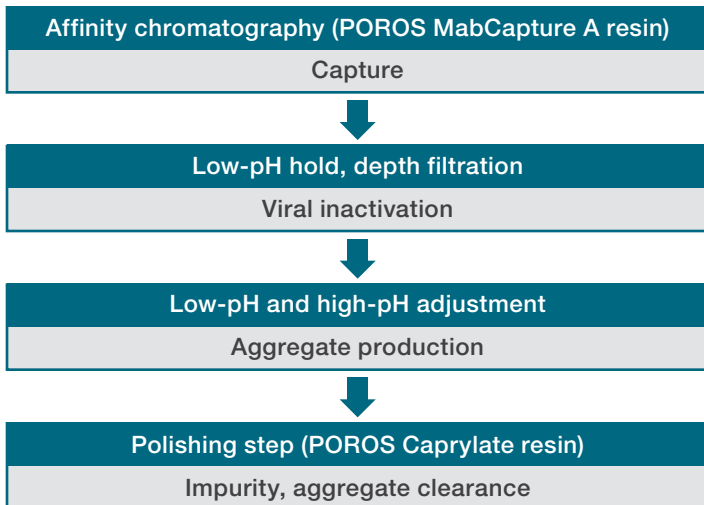 Affinity chromatography (POROS MabCapture A resin)
Capture
Low-pH hold, depth filtration
Viral inactivation
Low-pH and high-pH adjustment
Aggregate production
Polishing step (POROS Caprylate resin)
Impurity, aggregate clearance